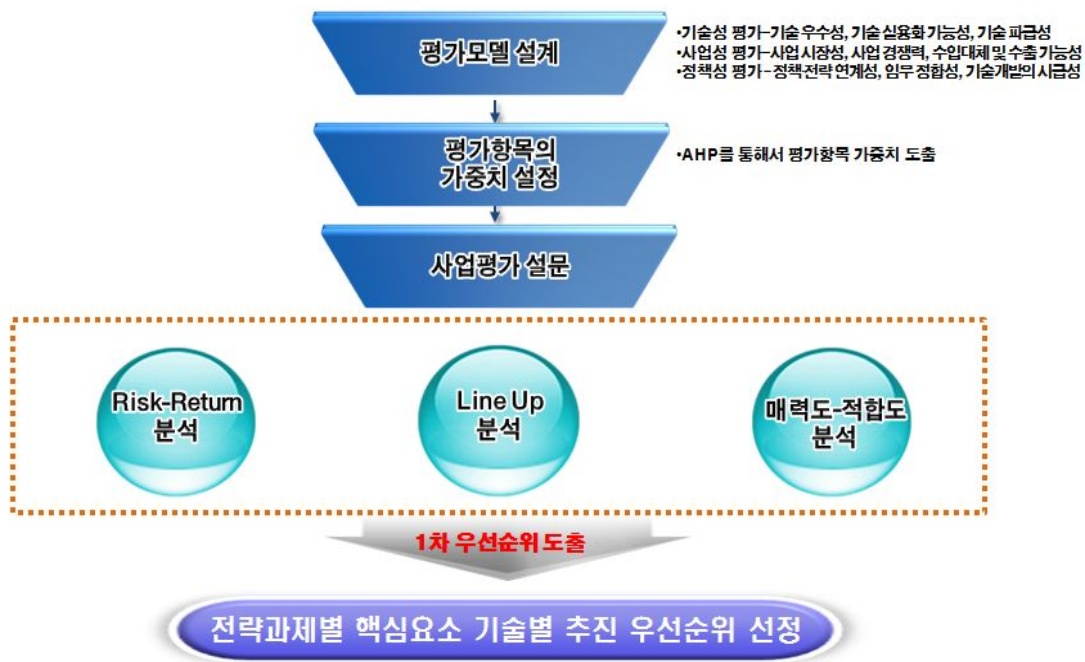 평가모델 설계
•기술성 평가-기술 우수성, 기술 실용화 가능성, 기술 파급성
•사업성 평가-사업 시장성, 사업 경쟁력, 수입대체 및 수출 가능성
•정책성 평가-정책·전략 연계성, 임무 정합성, 기술개발의 시급성
평가항목의
가중치 설정
•AHP를 통해서 평가항목 가중치 도출
사업평가 설문
Risk-Return
분석
Line Up
분석
매력도-적합도
분석
1차 우선순위 도출
전략과제별 핵심요소 기술별 추진 우선순위 선정